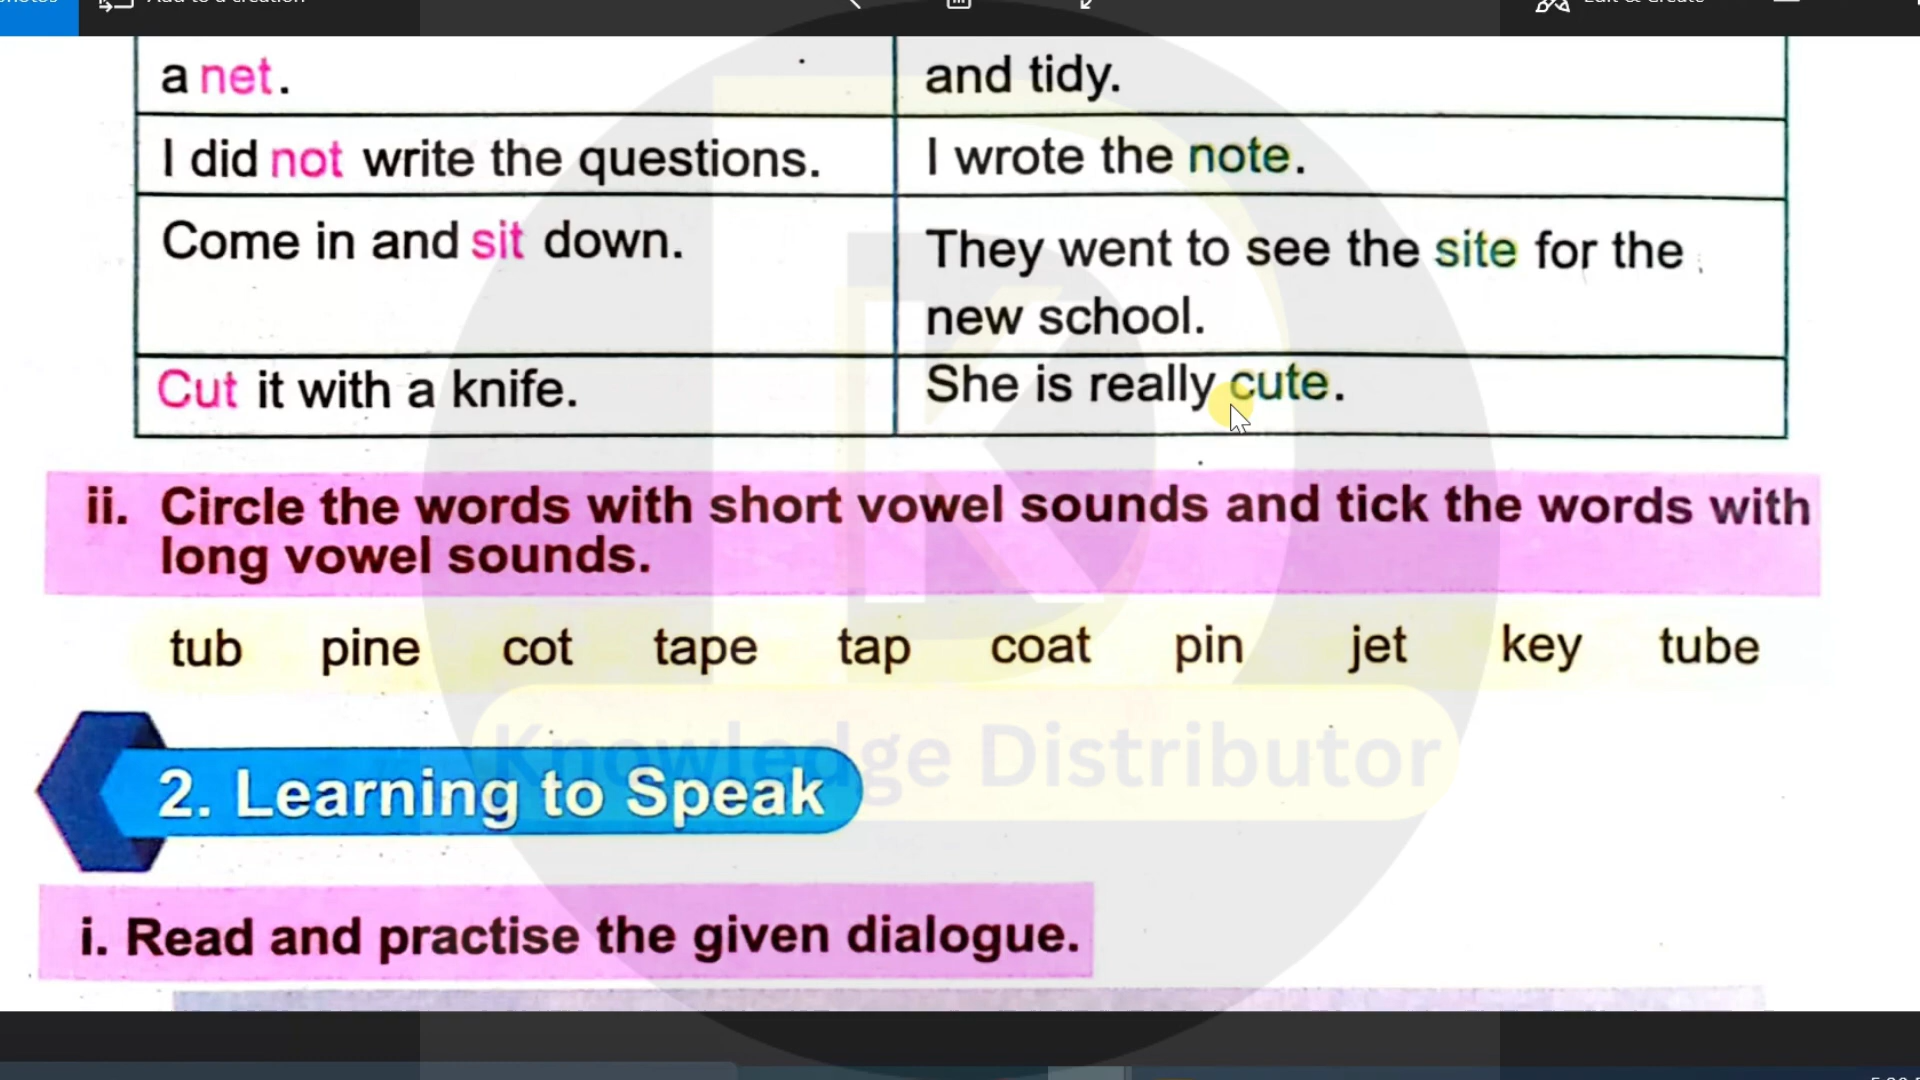 a net.
and tidy.
I did not write the questions.
I wrote the note.
Come in and sit down.
They went to see the site for the
new school.
Cut it with a knife.
She is really cute.
ii. Circle the words with short vowel sounds and tick the words with
long vowel sounds.
tub pine cot tape tap coat pin jet key tube
Knowledge Distributor
2. Learning to Speak
i. Read and practise the given dialogue.